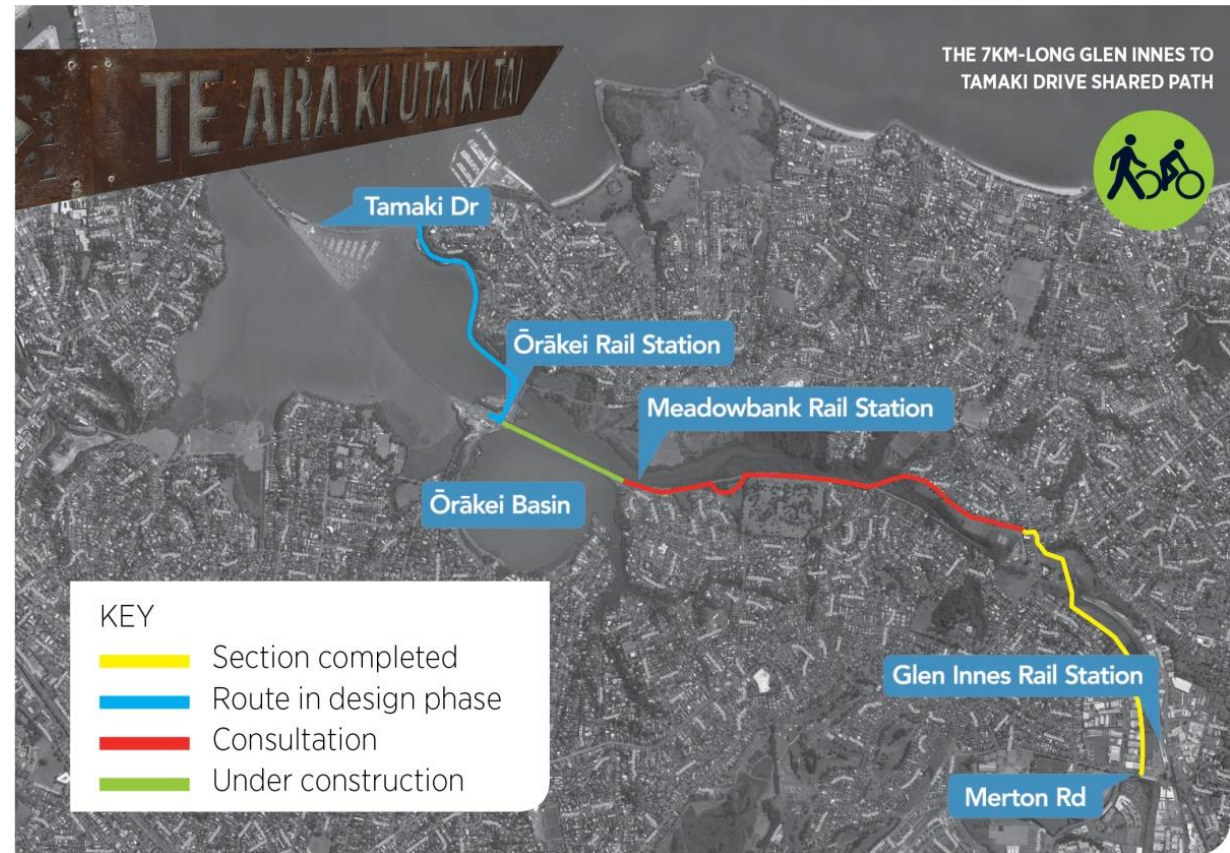 TE ARA KI UTA KI TAI
THE 7KM-LONG GLEN INNES TO
TAMAKI DRIVE SHARED PATH
Tamaki Dr
Ōrākei Rail Station
Meadowbank Rail Station
Ōrākei Basin
Glen Innes Rail Station
Merton Rd
KEY
Section completed
Route in design phase
Consultation
Under construction